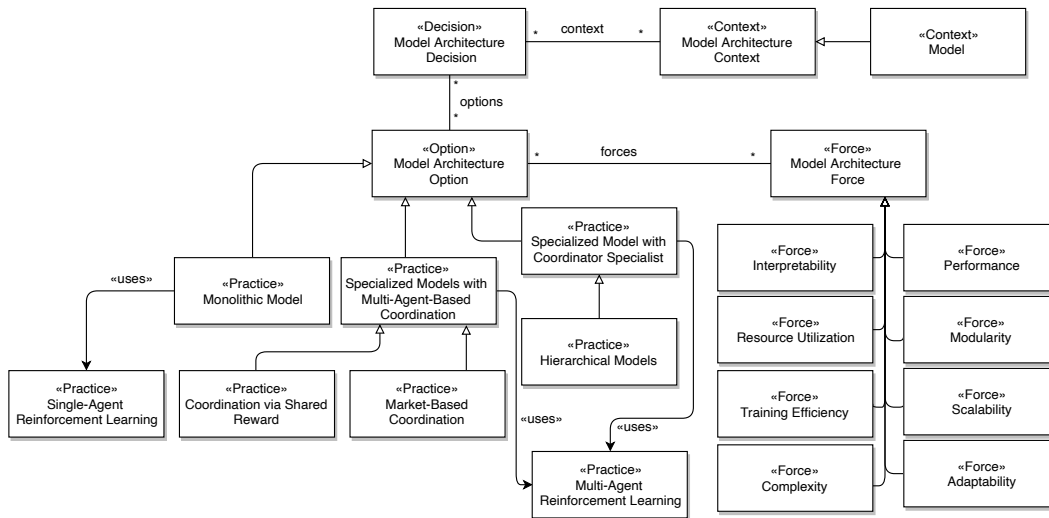 «Decision»
Model Architecture
Decision
*
context
*
«Context»
Model Architecture
Context
«Context»
Model
*
options
*
«Option»
Model Architecture
Option
*
forces
*
«Force»
Model Architecture
Force
«Practice»
Specialized Model with
Coordinator Specialist
«uses»
«Practice»
Monolithic Model
«Practice»
Specialized Models with
Multi-Agent-Based
Coordination
«Practice»
Hierarchical Models
«Force»
Interpretability
«Force»
Performance
«Force»
Resource Utilization
«Force»
Modularity
«Practice»
Single-Agent
Reinforcement Learning
«Practice»
Coordination via Shared
Reward
«Practice»
Market-Based
Coordination
«Force»
Training Efficiency
«Force»
Scalability
«uses»
«uses»
«Practice»
Multi-Agent
Reinforcement Learning
«Force»
Complexity
«Force»
Adaptability